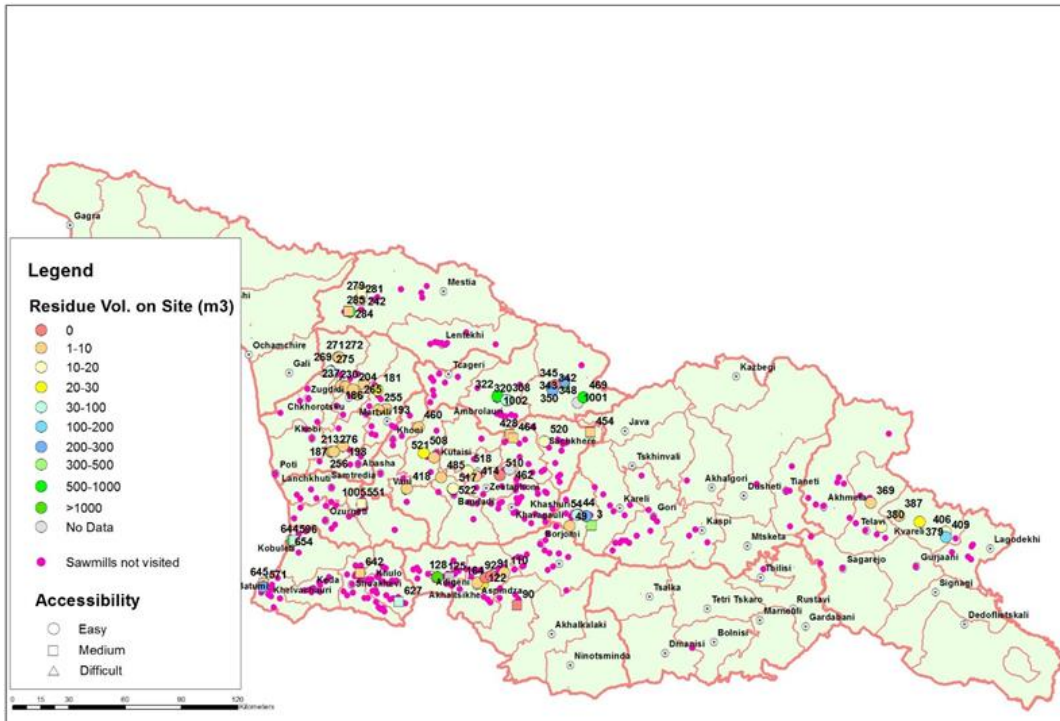 Gagra
Legend
Residue Vol. on Site (m3)
0
1-10
10-20
20-30
30-100
100-200
200-300
300-500
500-1000
>1000
No Data
Sawmills not visited
Accessibility
Easy
Medium
Difficult
0 15 30 60 90 120
Kilometers
279 281
Mestia
285 242
284
Lentekhi
Ochamchire
271 272
Gali
269 275
Tcageri
Kazbegi
237 230 204 181
322 320 308
345 342
469
Zugdidi
265
343 348
1002
350
1001
166
255
Chkhorotsku
Martvili
193
Ambrolauri
460
454
Khobi
Khoni
428
464
520
Java
Sachkhere
213 276
521 508
Kutaisi
187
198
Tskhinvali
256
Abasha
485
518
510
Poti
Samtredia
414
462
Akhalgori
Dusheti
Tianeti
Akhmeta
369
Lanchkhuti
Vani
418
517
Zestaphoni
387
1005 551
522
Bagdadi
Khashuri
44
Kareli
380
406
Ozurgeti
Kharagauli
49
3
Gori
Telavi
409
Kaspi
Kvareli
379
644 596
654
Borjomi
Mtsketa
Gurjaani
Lagodekhi
Kobuleti
Sagarejo
642
128 125 164 92 91 110
Tbilisi
645 571
Keda
Khulo
Adigeni
122
Signagi
Batumi
Khelvachauri
Shuakhevi
Akhaltsikhe
Aspindza
90
Tsalka
627
Tetri Tskaro
Rustavi
Marneuli
Gardabani
Dedoflistskali
Akhalkalaki
Bolnisi
Dmanisi
Ninotsminda